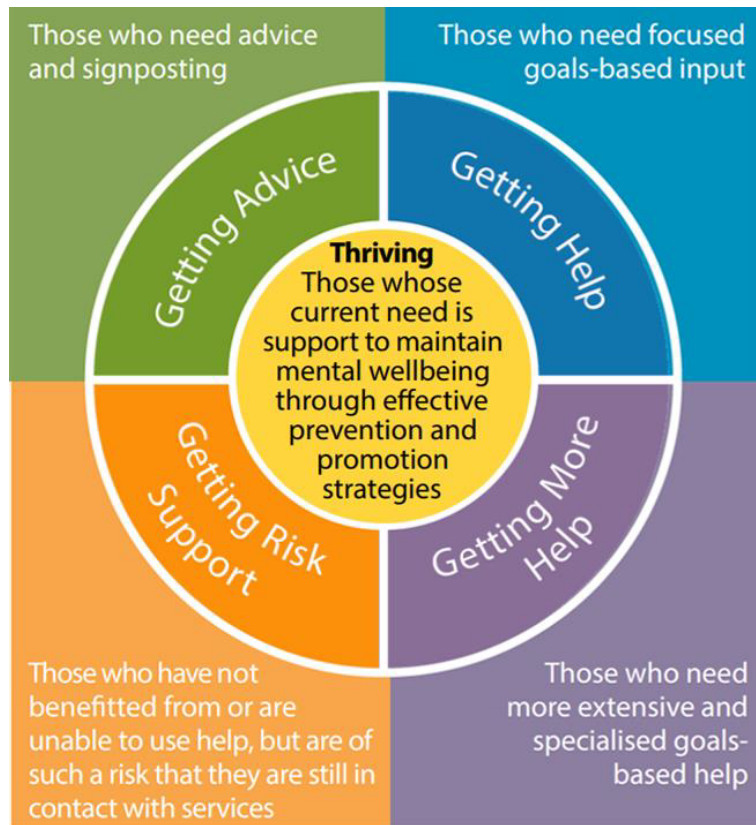 Those who need advice
and signposting
Those who need focused
goals-based input
Getting Advice
Getting Help
Thriving
Those whose
current need is
support to maintain
mental wellbeing
through effective
prevention and
promotion
strategies
Getting Risk
Support
Getting More
Help
Those who have not
benefitted from or are
unable to use help, but are of
such a risk that they are still in
contact with services
Those who need
more extensive and
specialised goals-
based help